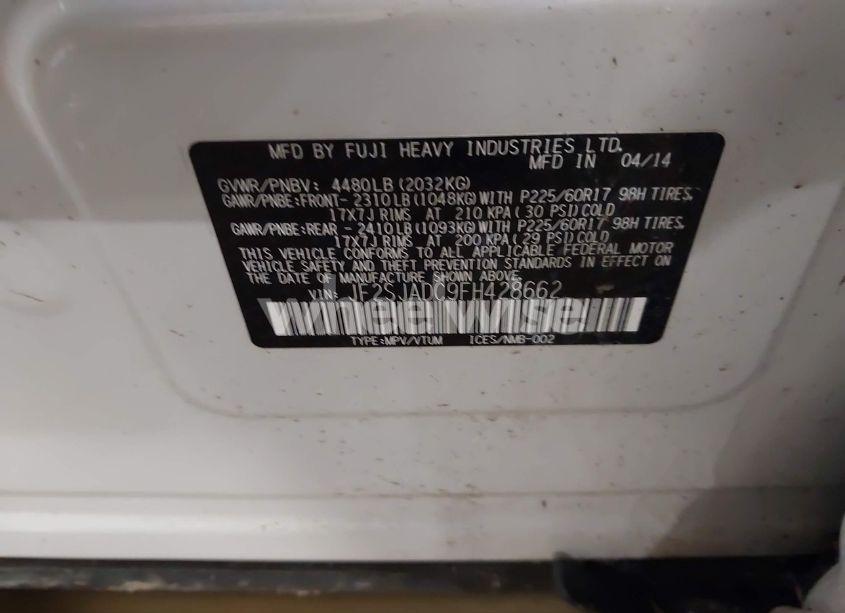 MFD BY FUJI HEAVY INDUSTRIES LTD.
MFD IN 04/14
GVWR/PNBV: 4480LB(2032KG)
GAWR/PNBE:FRONT- 2310LB(1048KG)WITH P225/60R17 98H TIRES,
17X7J RIMS AT 210 KPA( 30 PSI)COLD
GAWR/PNBE:REAR - 2410LB(1093KG)WITH P225/60R17 98H TIRES,
17X7J RIMS AT 200 KPA( 29 PSI)COLD
THIS VEHICLE CONFORMS TO ALL APPLICABLE FEDERAL MOTOR
VEHICLE SAFETY AND THEFT PREVENTION STANDARDS IN EFFECT ON
THE DATE OF MANUFACTURE SHOWN ABOVE.
VIN: JF2SJADC9FH428662
WheelWise
TYPE:MPV/VTUM ICES/NMB-002